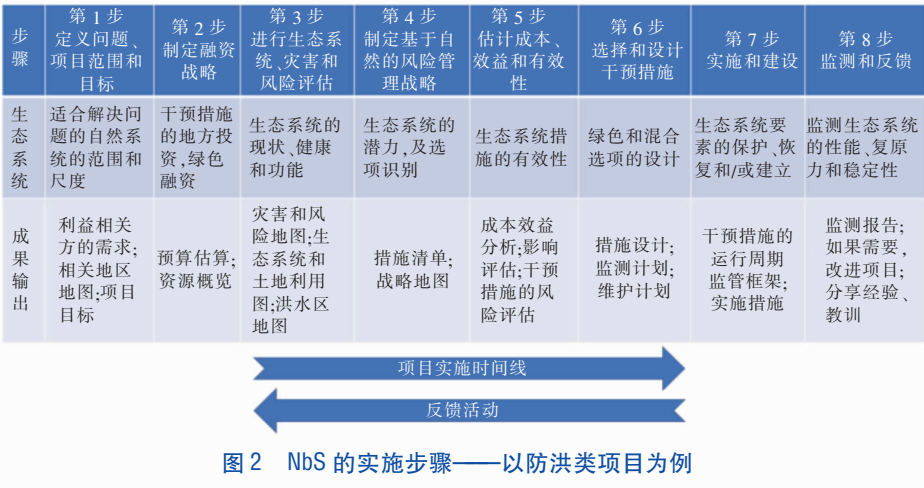 步骤
第 1 步
定义问题、
项目范围和
目标
第 2 步
制定融资
战略
第 3 步
进行生态系
统、灾害和
风险评估
第 4 步
制定基于自
然的风险管
理战略
第 5 步
估计成本、
效益和有效
性
第 6 步
选择和设计
干预措施
第 7 步
实施和建设
第 8 步
监测和反馈
生态系统
适合解决问
题的自然系
统的范围和
尺度
干预措施
的地方投
资,绿色
融资
生态系统的
现状、健康
和功能
生态系统的
潜力,及选
项识别
生态系统措
施的有效性
绿色和混合
选项的设计
生态系统要
素的保护、恢
复和/或建立
监测生态系统
的性能、复原
力和稳定性
成果输出
利益相关
方的需求;
相关地区
地图;项目
目标
预算估算;
资源概览
灾害和风
险地图;生
态系统和
土地利用
图;洪水区
地图
措施清单;
战略地图
成本效益
分析;影响
评估;干预
措施的风
险评估
措施设计;
监测计划;
维护计划
干预措施的
运行周期
监管框架;
实施措施
监测报告;
如果需要,
改进项目;
分享经验、
教训
项目实施时间线
反馈活动
图 2 NbS 的实施步骤——以防洪类项目为例